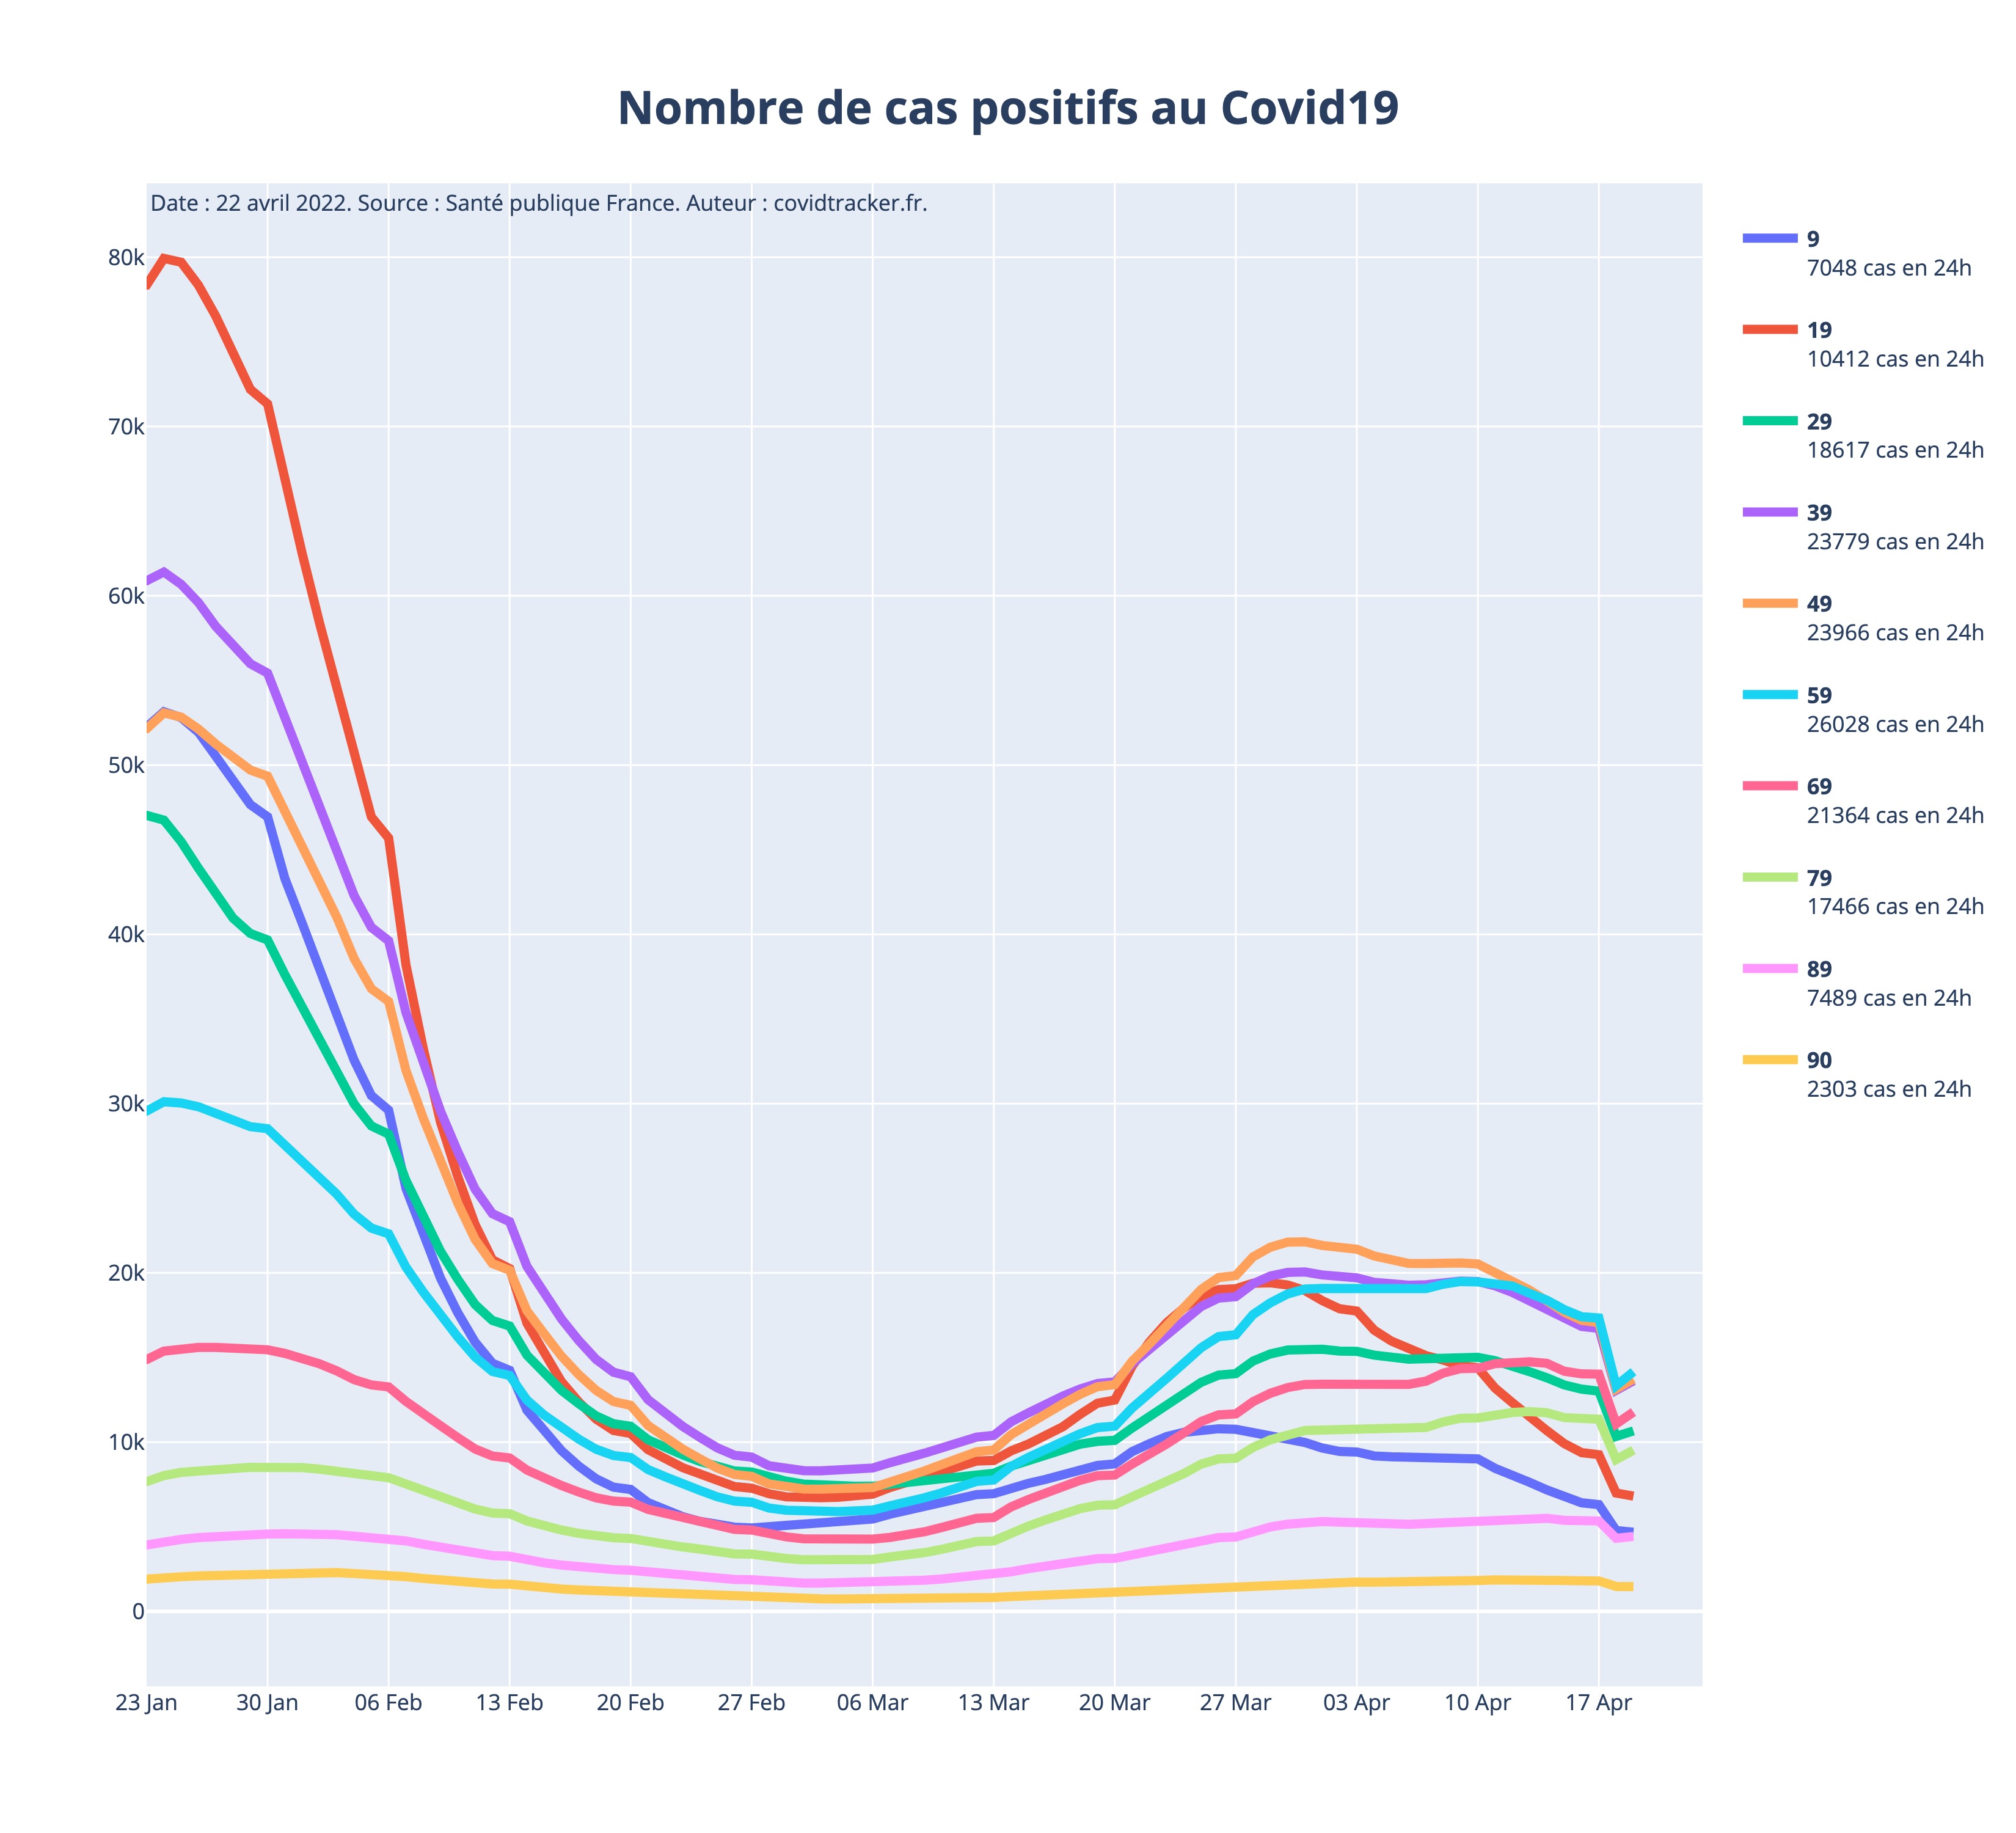 Nombre de cas positifs au Covid19
Date : 22 avril 2022. Source : Santé publique France. Auteur : covidtracker.fr.
80k
70k
60k
50k
40k
30k
20k
10k
0
23 Jan
30 Jan
06 Feb
13 Feb
20 Feb
27 Feb
06 Mar
13 Mar
20 Mar
27 Mar
03 Apr
10 Apr
17 Apr
9
7048 cas en 24h
19
10412 cas en 24h
29
18617 cas en 24h
39
23779 cas en 24h
49
23966 cas en 24h
59
26028 cas en 24h
69
21364 cas en 24h
79
17466 cas en 24h
89
7489 cas en 24h
90
2303 cas en 24h